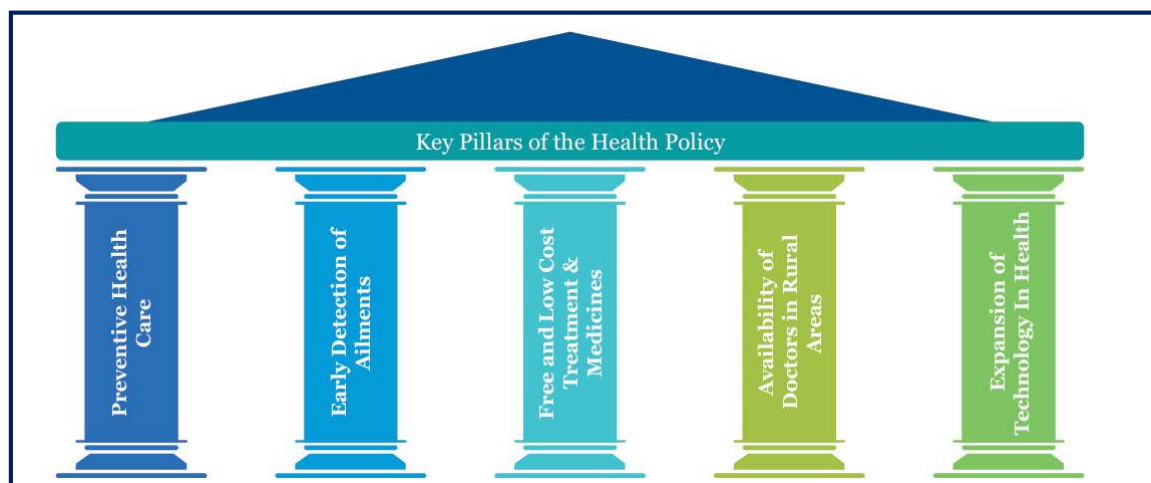 Key Pillars of the Health Policy
Preventive Health
Care
Early Detection of
Ailments
Free and Low Cost
Treatment &
Medicines
Availability of
Doctors in Rural
Areas
Expansion of
Technology In Health